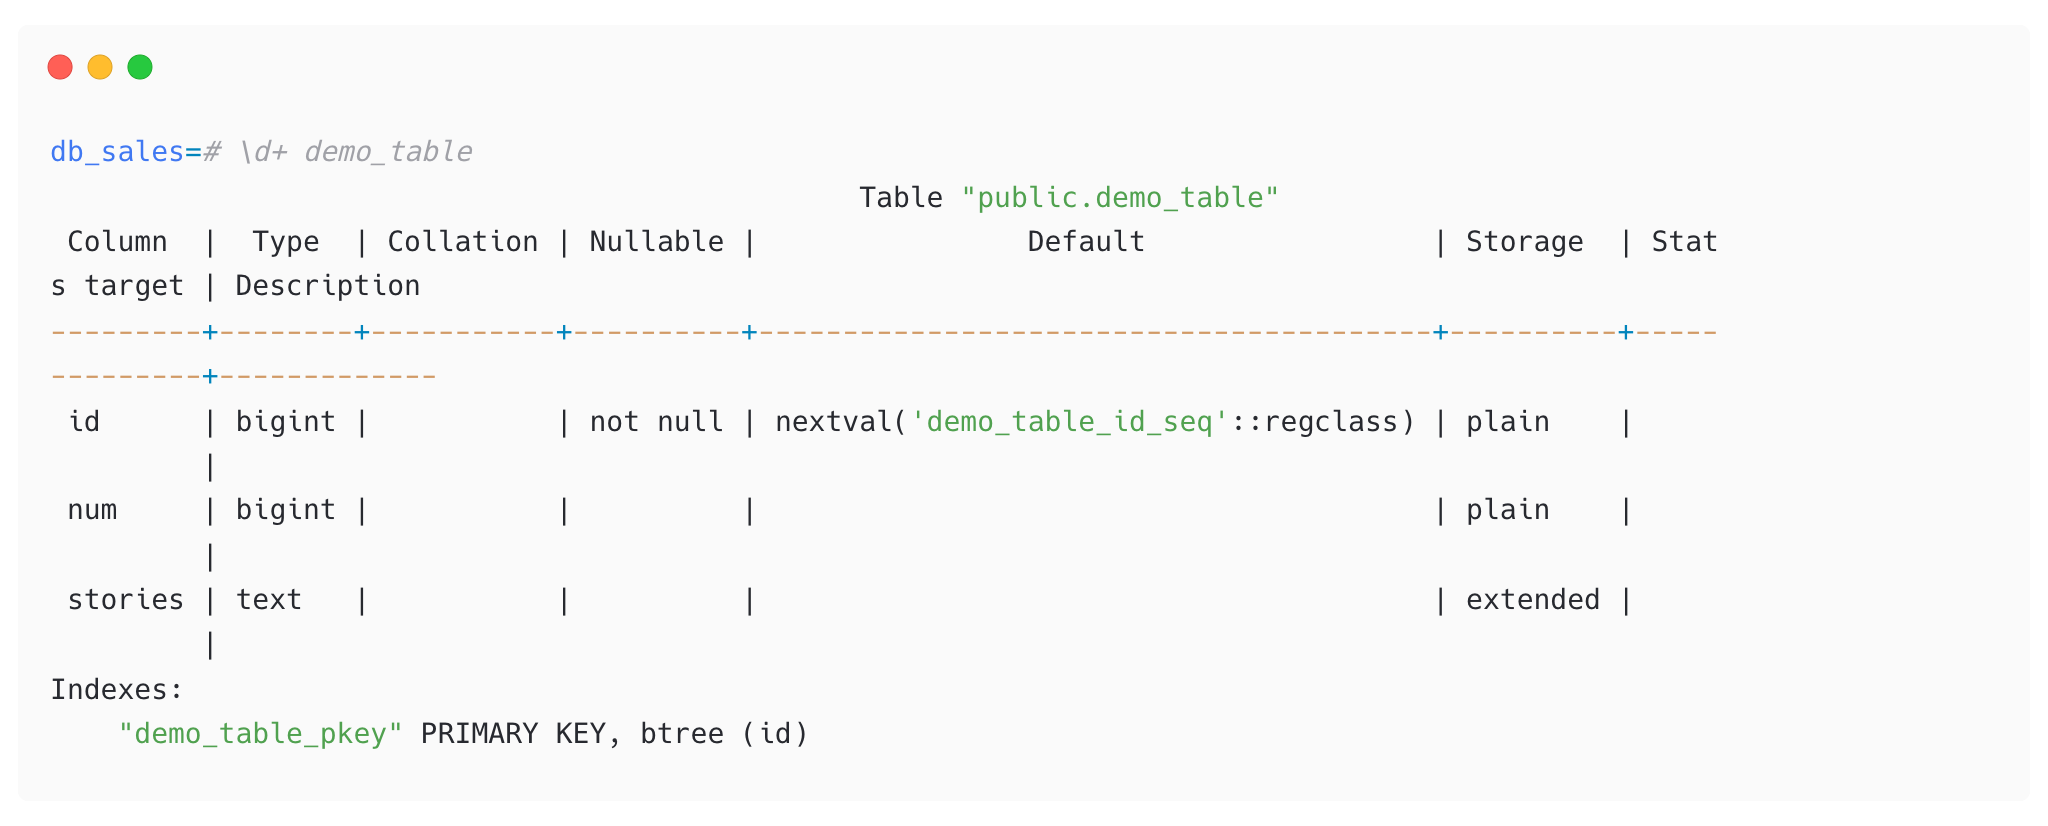 db_sales=# \d+ demo_table
                                                Table "public.demo_table"
 Column  |  Type  | Collation | Nullable |                Default                 | Storage  | Stat
s target | Description
---------+--------+-----------+----------+----------------------------------------+----------+-----
---------+-------------
 id      | bigint |           | not null | nextval('demo_table_id_seq'::regclass) | plain    |
         |
 num     | bigint |           |          |                                        | plain    |
         |
 stories | text   |           |          |                                        | extended |
         |
Indexes:
    "demo_table_pkey" PRIMARY KEY, btree (id)